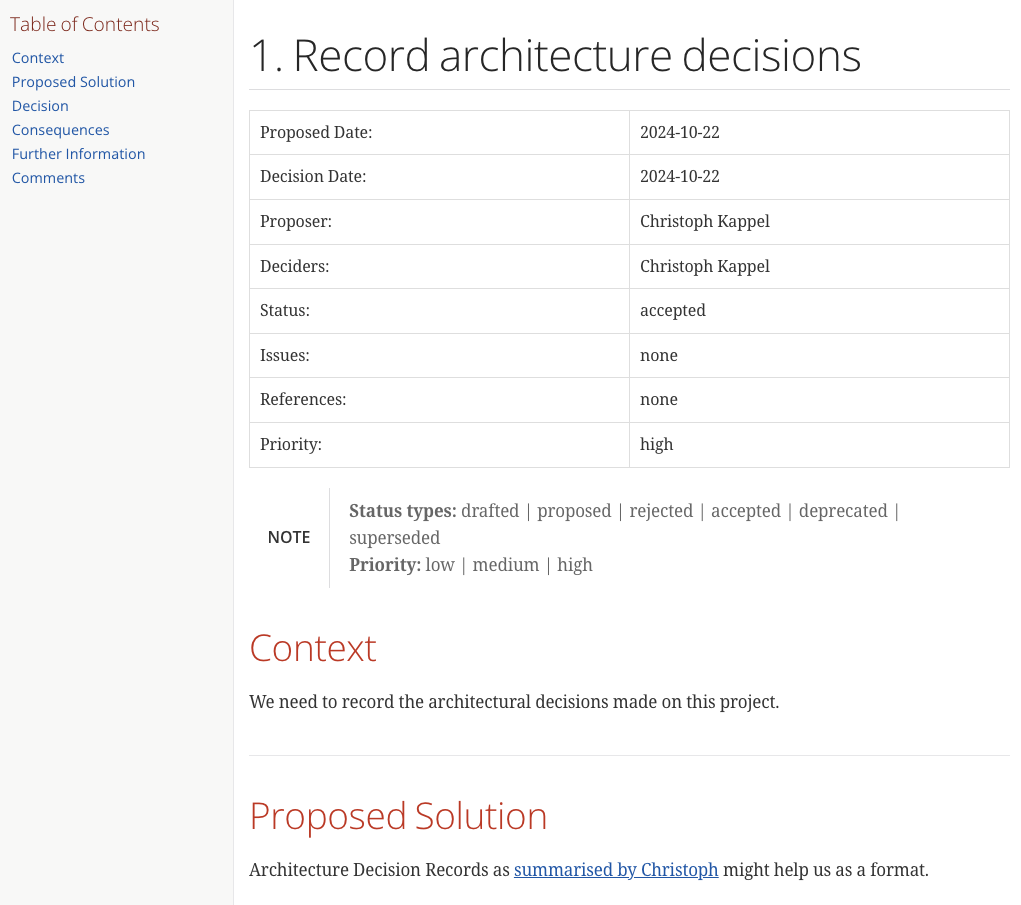 Table of Contents
Context
Proposed Solution
Decision
Consequences
Further Information
Comments
1. Record architecture decisions
Proposed Date: 2024-10-22
Decision Date: 2024-10-22
Proposer: Christoph Kappel
Deciders: Christoph Kappel
Status: accepted
Issues: none
References: none
Priority: high
NOTE
Status types: drafted | proposed | rejected | accepted | deprecated |
superseded
Priority: low | medium | high
Context
We need to record the architectural decisions made on this project.
Proposed Solution
Architecture Decision Records as summarised by Christoph might help us as a format.